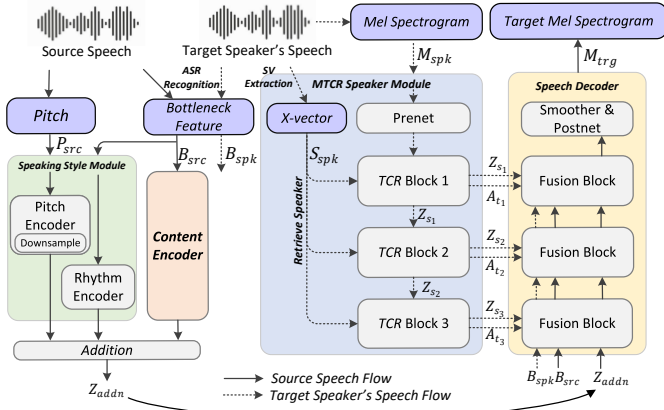 Source Speech
Target Speaker's Speech
Mel Spectrogram
Target Mel Spectrogram
ASR
Recognition
SV
Extraction
M_spk
M_trg
Pitch
Bottleneck
Feature
MTCR Speaker Module
X-vector
Prenet
Speech Decoder
Smoother &
Postnet
P_src
B_src
B_spk
S_spk
Speaking Style Module
Pitch
Encoder
Downsample
Rhythm
Encoder
Content
Encoder
Retrieve Speaker
TCR Block 1
Z_s1
A_t1
Fusion Block
Z_s1
TCR Block 2
Z_s2
A_t2
Fusion Block
Z_s2
TCR Block 3
Z_s3
A_t3
Fusion Block
Addition
Z_addn
B_spk B_src
Z_addn
Source Speech Flow
Target Speaker's Speech Flow